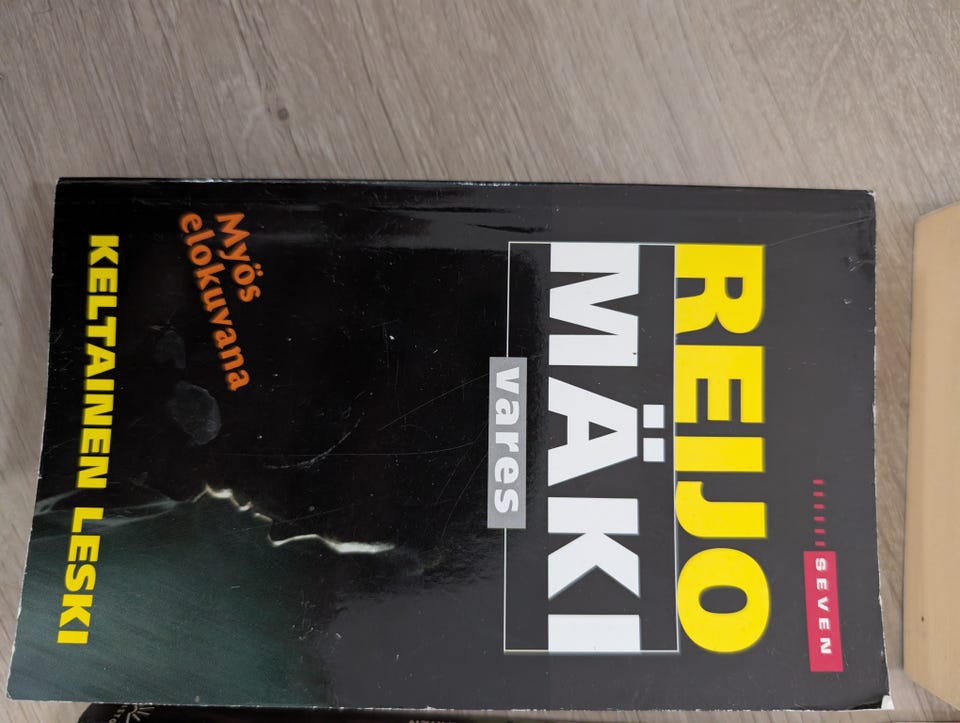 SEVEN
REIJO
MÄKI
vares
Myös
elokuvana
KELTAINEN LESKI